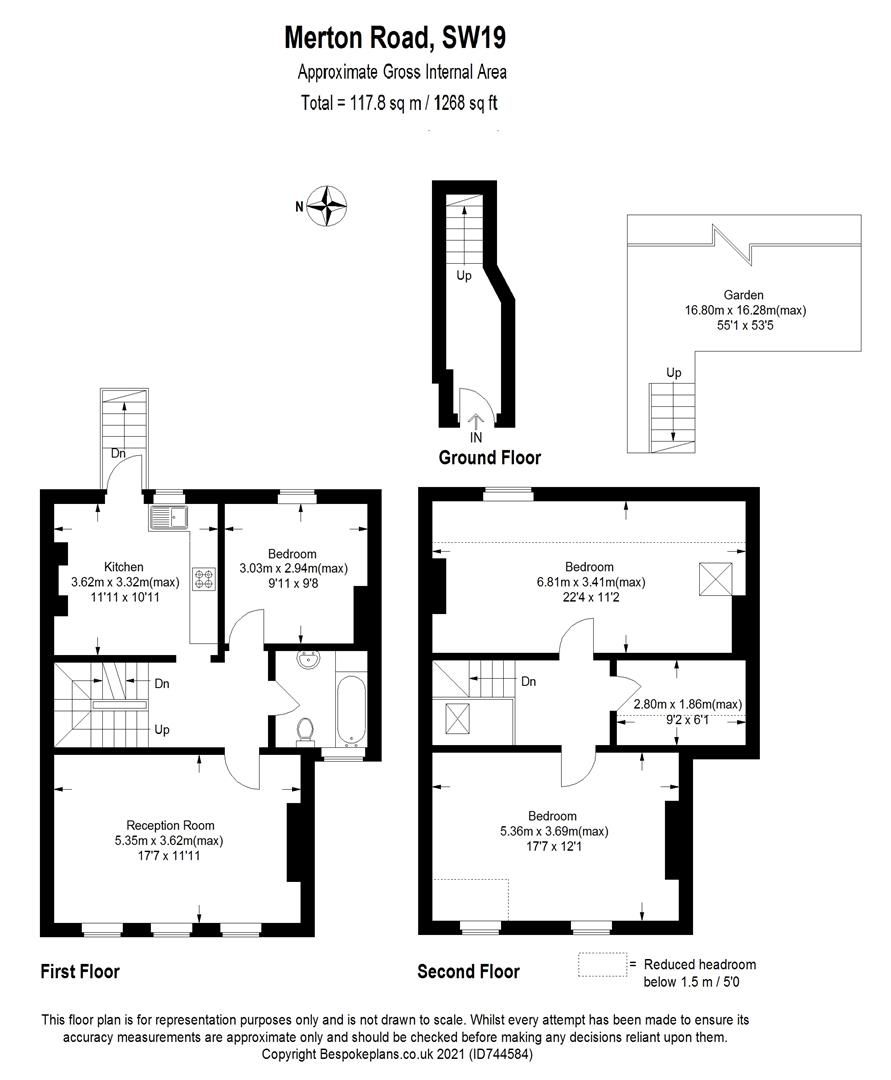 Merton Road, SW19
Approximate Gross Internal Area
Total = 117.8 sq m / 1268 sq ft
N
Up
IN
Ground Floor
Garden
16.80m x 16.28m(max)
55'1 x 53'5
Up
Dn
Kitchen
3.62m x 3.32m(max)
11'11 x 10'11
Bedroom
3.03m x 2.94m(max)
9'11 x 9'8
Dn
Up
Reception Room
5.35m x 3.62m(max)
17'7 x 11'11
First Floor
Bedroom
6.81m x 3.41m(max)
22'4 x 11'2
Dn
2.80m x 1.86m(max)
9'2 x 6'1
Bedroom
5.36m x 3.69m(max)
17'7 x 12'1
Second Floor
= Reduced headroom
below 1.5 m / 5'0
This floor plan is for representation purposes only and is not drawn to scale. Whilst every attempt has been made to ensure its
accuracy measurements are approximate only and should be checked before making any decisions reliant upon them.
Copyright Bespokeplans.co.uk 2021 (ID744584)